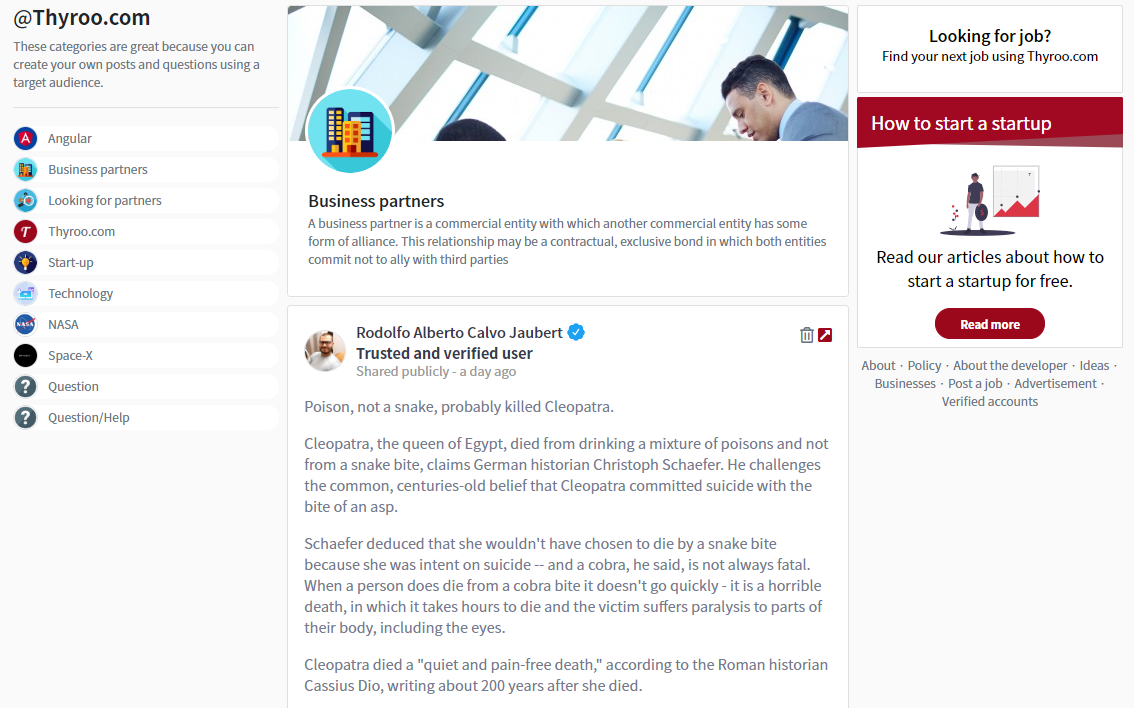 @Thyroo.com
These categories are great because you can
create your own posts and questions using a
target audience.
Angular
Business partners
Looking for partners
Thyroo.com
Start-up
Technology
NASA
Space-X
Question
Question/Help
Business partners
A business partner is a commercial entity with which another commercial entity has some
form of alliance. This relationship may be a contractual, exclusive bond in which both entities
commit not to ally with third parties
Rodolfo Alberto Calvo Jaubert
Trusted and verified user
Shared publicly - a day ago
Poison, not a snake, probably killed Cleopatra.
Cleopatra, the queen of Egypt, died from drinking a mixture of poisons and not
from a snake bite, claims German historian Christoph Schaefer. He challenges
the common, centuries-old belief that Cleopatra committed suicide with the
bite of an asp.
Schaefer deduced that she wouldn't have chosen to die by a snake bite
because she was intent on suicide -- and a cobra, he said, is not always fatal.
When a person does die from a cobra bite it doesn't go quickly - it is a horrible
death, in which it takes hours to die and the victim suffers paralysis to parts of
their body, including the eyes.
Cleopatra died a "quiet and pain-free death," according to the Roman historian
Cassius Dio, writing about 200 years after she died.
Looking for job?
Find your next job using Thyroo.com
How to start a startup
Read our articles about how to
start a startup for free.
Read more
About · Policy · About the developer · Ideas ·
Businesses · Post a job · Advertisement ·
Verified accounts